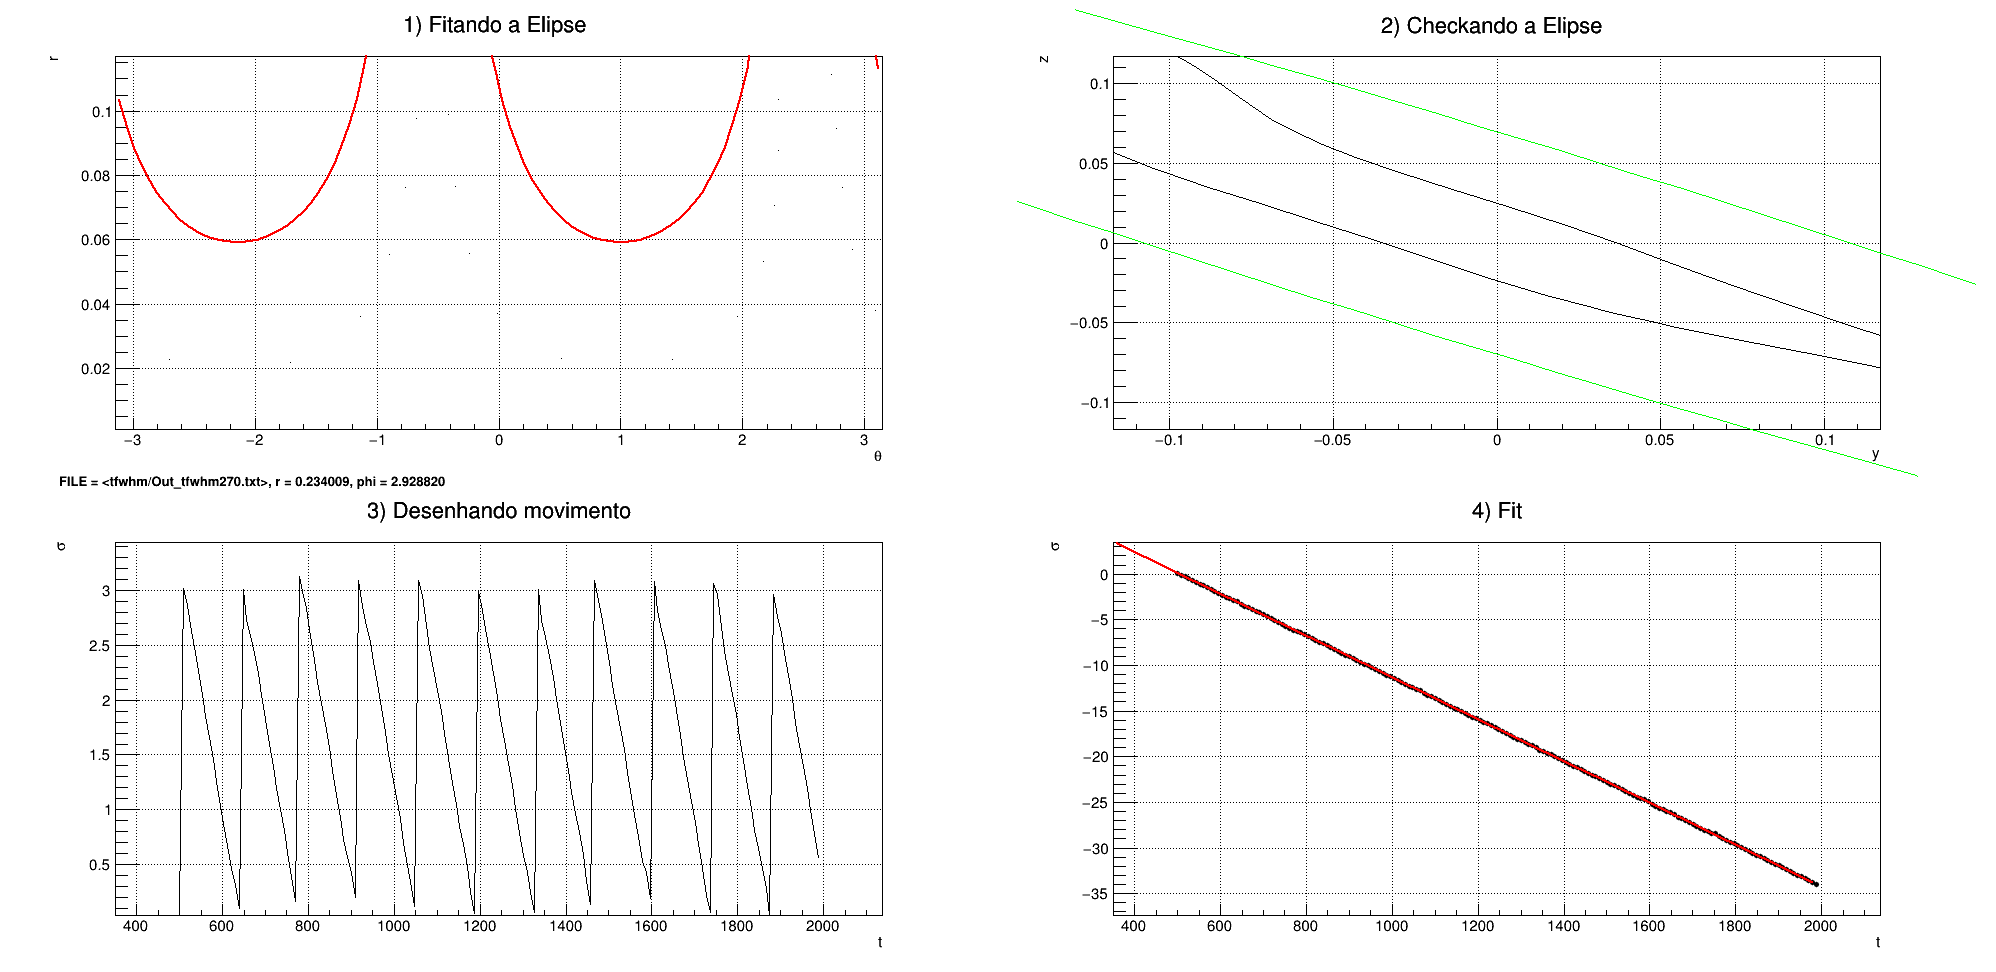 1) Fitando a Elipse
r
0.1
0.08
0.06
0.04
0.02
−3 −2 −1 0 1 2 3
θ
2) Checkando a Elipse
z
0.1
0.05
0
−0.05
−0.1
−0.1 −0.05 0 0.05 0.1
y
FILE = <tfwhm/Out_tfwhm270.txt>, r = 0.234009, phi = 2.928820
3) Desenhando movimento
σ
3
2.5
2
1.5
1
0.5
400 600 800 1000 1200 1400 1600 1800 2000
t
4) Fit
σ
0
−5
−10
−15
−20
−25
−30
−35
400 600 800 1000 1200 1400 1600 1800 2000
t